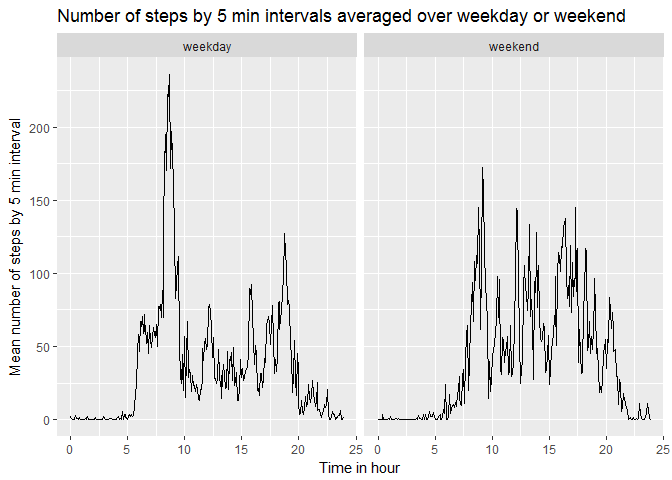 Number of steps by 5 min intervals averaged over weekday or weekend
weekday
weekend
Mean number of steps by 5 min interval
200
150
100
50
0
0 5 10 15 20 25
0 5 10 15 20 25
Time in hour